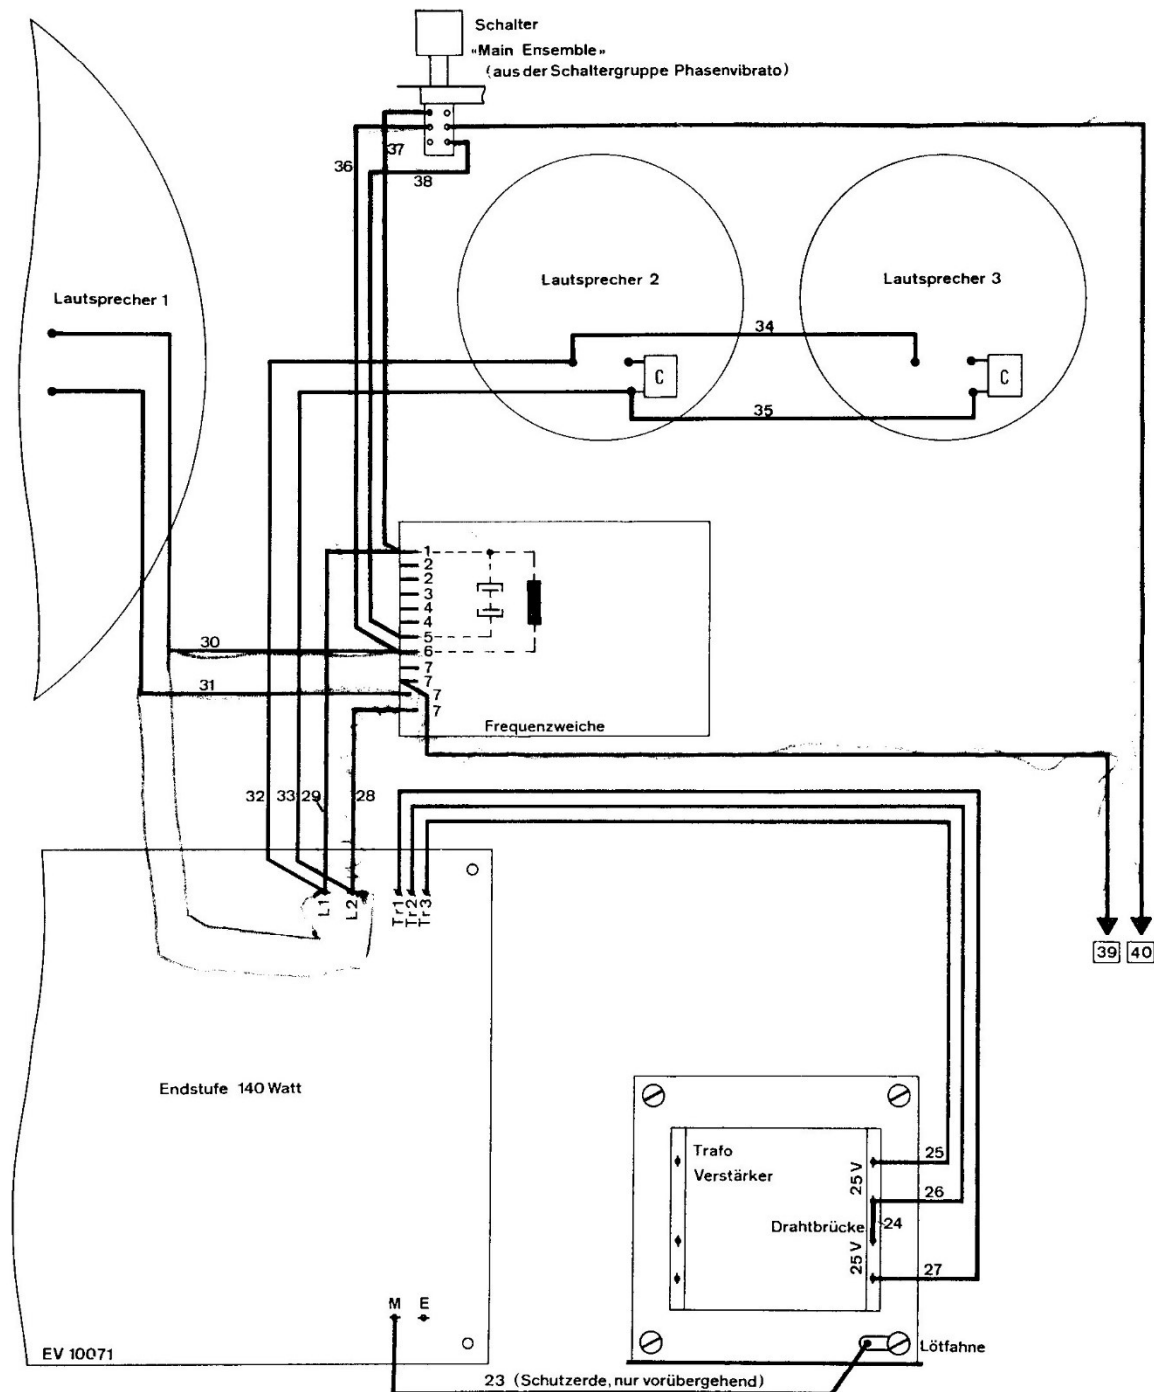 Schalter
«Main Ensemble»
(aus der Schaltergruppe Phasenvibrato)
36
37
38
Lautsprecher 1
Lautsprecher 2
Lautsprecher 3
34
C
C
35
1
2
2
3
4
4
5
6
7
7
7
7
30
31
Frequenzweiche
32
33
29
28
L1
L2
Tr1
Tr2
Tr3
39
40
Endstufe 140 Watt
Trafo
Verstärker
25 V
25
26
Drahtbrücke
24
25 V
27
M
E
EV 10071
Lötfahne
23 (Schutzerde, nur vorübergehend)